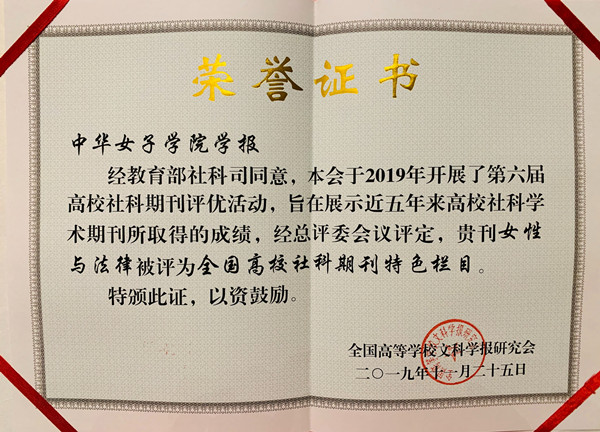 荣誉证书
中华女子学院学报
经教育部社科司同意，本会于2019年开展了第六届
高校社科期刊评优活动，旨在展示近五年来高校社科学
术期刊所取得的成绩，经总评委会议评定，贵刊女性
与法律被评为全国高校社科期刊特色栏目。
特颁此证，以资鼓励。
全国高等学校文科学报研究会
二〇一九年十一月二十五日